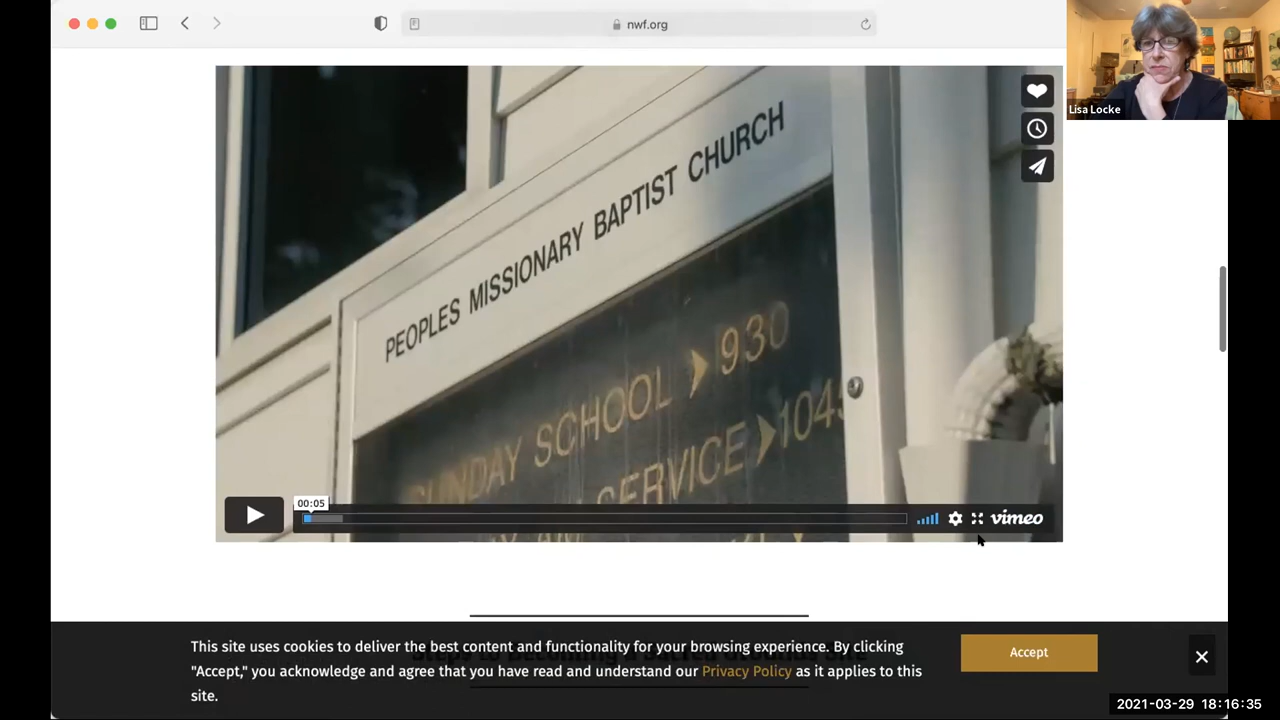 nwf.org
Lisa Locke
PEOPLES MISSIONARY BAPTIST CHURCH
SUNDAY SCHOOL 930
SERVICE 1045
00:05
vimeo
This site uses cookies to deliver the best content and functionality for your browsing experience. By clicking
"Accept," you acknowledge and agree that you have read and understand our Privacy Policy as it applies to this
site.
Accept
2021-03-29 18:16:35